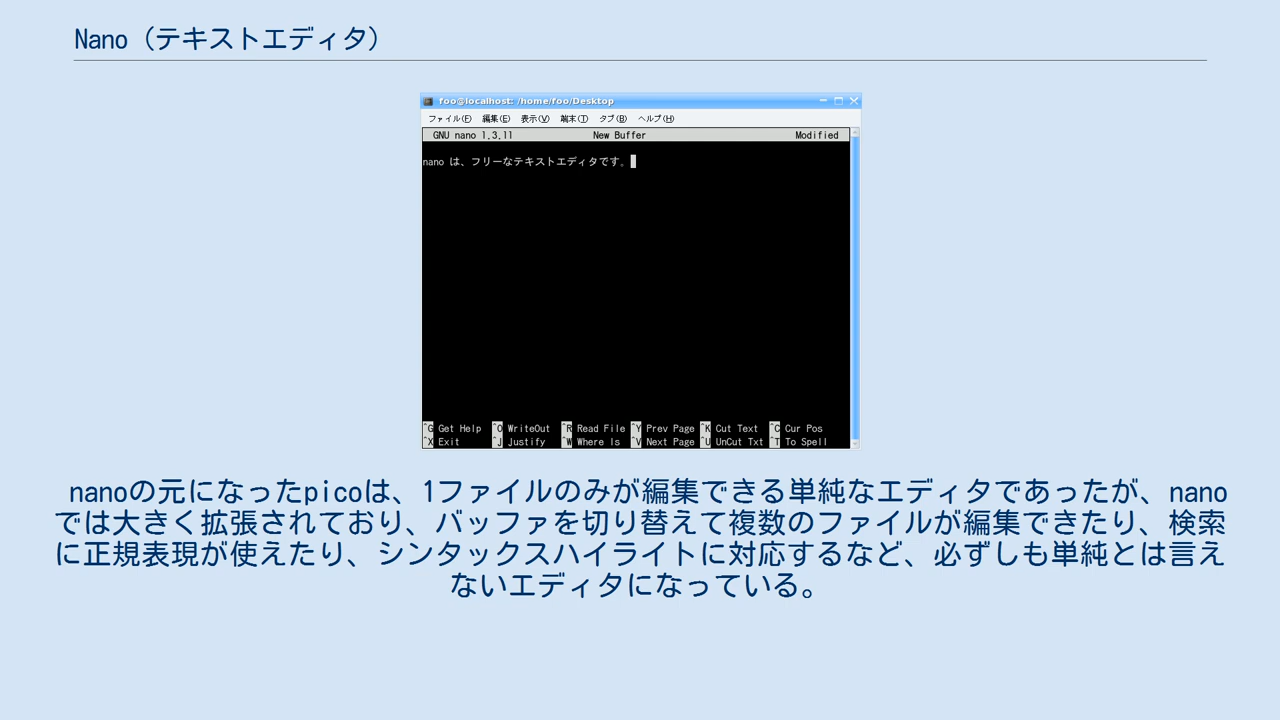 Nano（テキストエディタ）
foo@localhost: /home/foo/Desktop
ファイル(F) 編集(E) 表示(V) 端末(T) タブ(B) ヘルプ(H)
GNU nano 1.3.11 New Buffer Modified
nano は、フリーなテキストエディタです。
^G Get Help ^O WriteOut ^R Read File ^Y Prev Page ^K Cut Text ^C Cur Pos
^X Exit ^J Justify ^W Where Is ^V Next Page ^U UnCut Txt ^T To Spell
nanoの元になったpicoは、1ファイルのみが編集できる単純なエディタであったが、nano
では大きく拡張されており、バッファを切り替えて複数のファイルが編集できたり、検索
に正規表現が使えたり、シンタックスハイライトに対応するなど、必ずしも単純とは言え
ないエディタになっている。